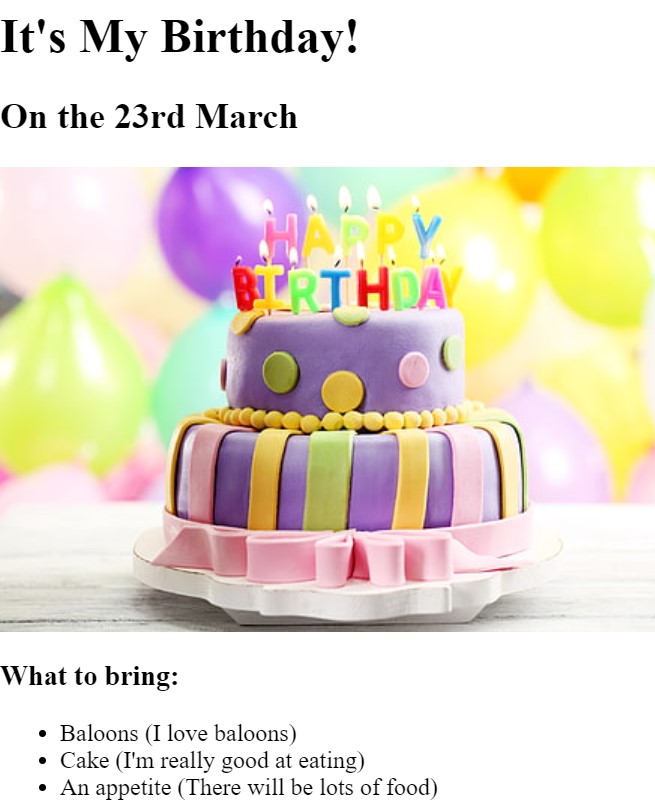 It's My Birthday!
On the 23rd March
HAPPY
BIRTHDAY
What to bring:
Baloons (I love baloons)
Cake (I'm really good at eating)
An appetite (There will be lots of food)